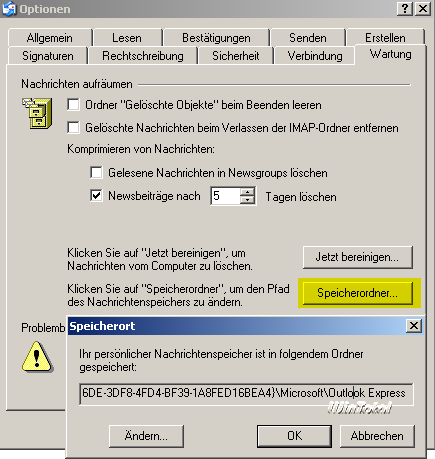 Optionen
Allgemein Lesen Bestätigungen Senden Erstellen
Signaturen Rechtschreibung Sicherheit Verbindung Wartung
Nachrichten aufräumen
Ordner "Gelöschte Objekte" beim Beenden leeren
Gelöschte Nachrichten beim Verlassen der IMAP-Ordner entfernen
Komprimieren von Nachrichten:
Gelesene Nachrichten in Newsgroups löschen
Newsbeiträge nach 5 Tagen löschen
Klicken Sie auf "Jetzt bereinigen", um
Nachrichten vom Computer zu löschen.
Jetzt bereinigen...
Klicken Sie auf "Speicherordner", um den Pfad
des Nachrichtenspeichers zu ändern.
Speicherordner...
Speicherort
Ihr persönlicher Nachrichtenspeicher ist in folgendem Ordner
gespeichert:
6DE-3DF8-4FD4-BF39-1A8FED16BEA4}\Microsoft\Outlook Express
WinTotal
Ändern... OK Abbrechen